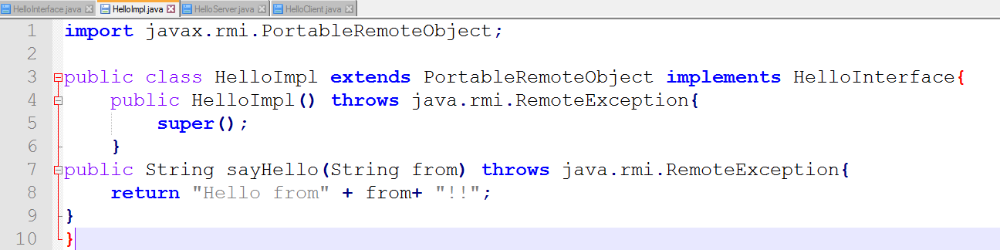 HelloInterface.java HelloImpl.java HelloServer.java HelloClient.java
1 import javax.rmi.PortableRemoteObject;
2
3 public class HelloImpl extends PortableRemoteObject implements HelloInterface{
4 public HelloImpl() throws java.rmi.RemoteException{
5 super();
6 }
7 public String sayHello(String from) throws java.rmi.RemoteException{
8 return "Hello from" + from+ "!!";
9 }
10 }